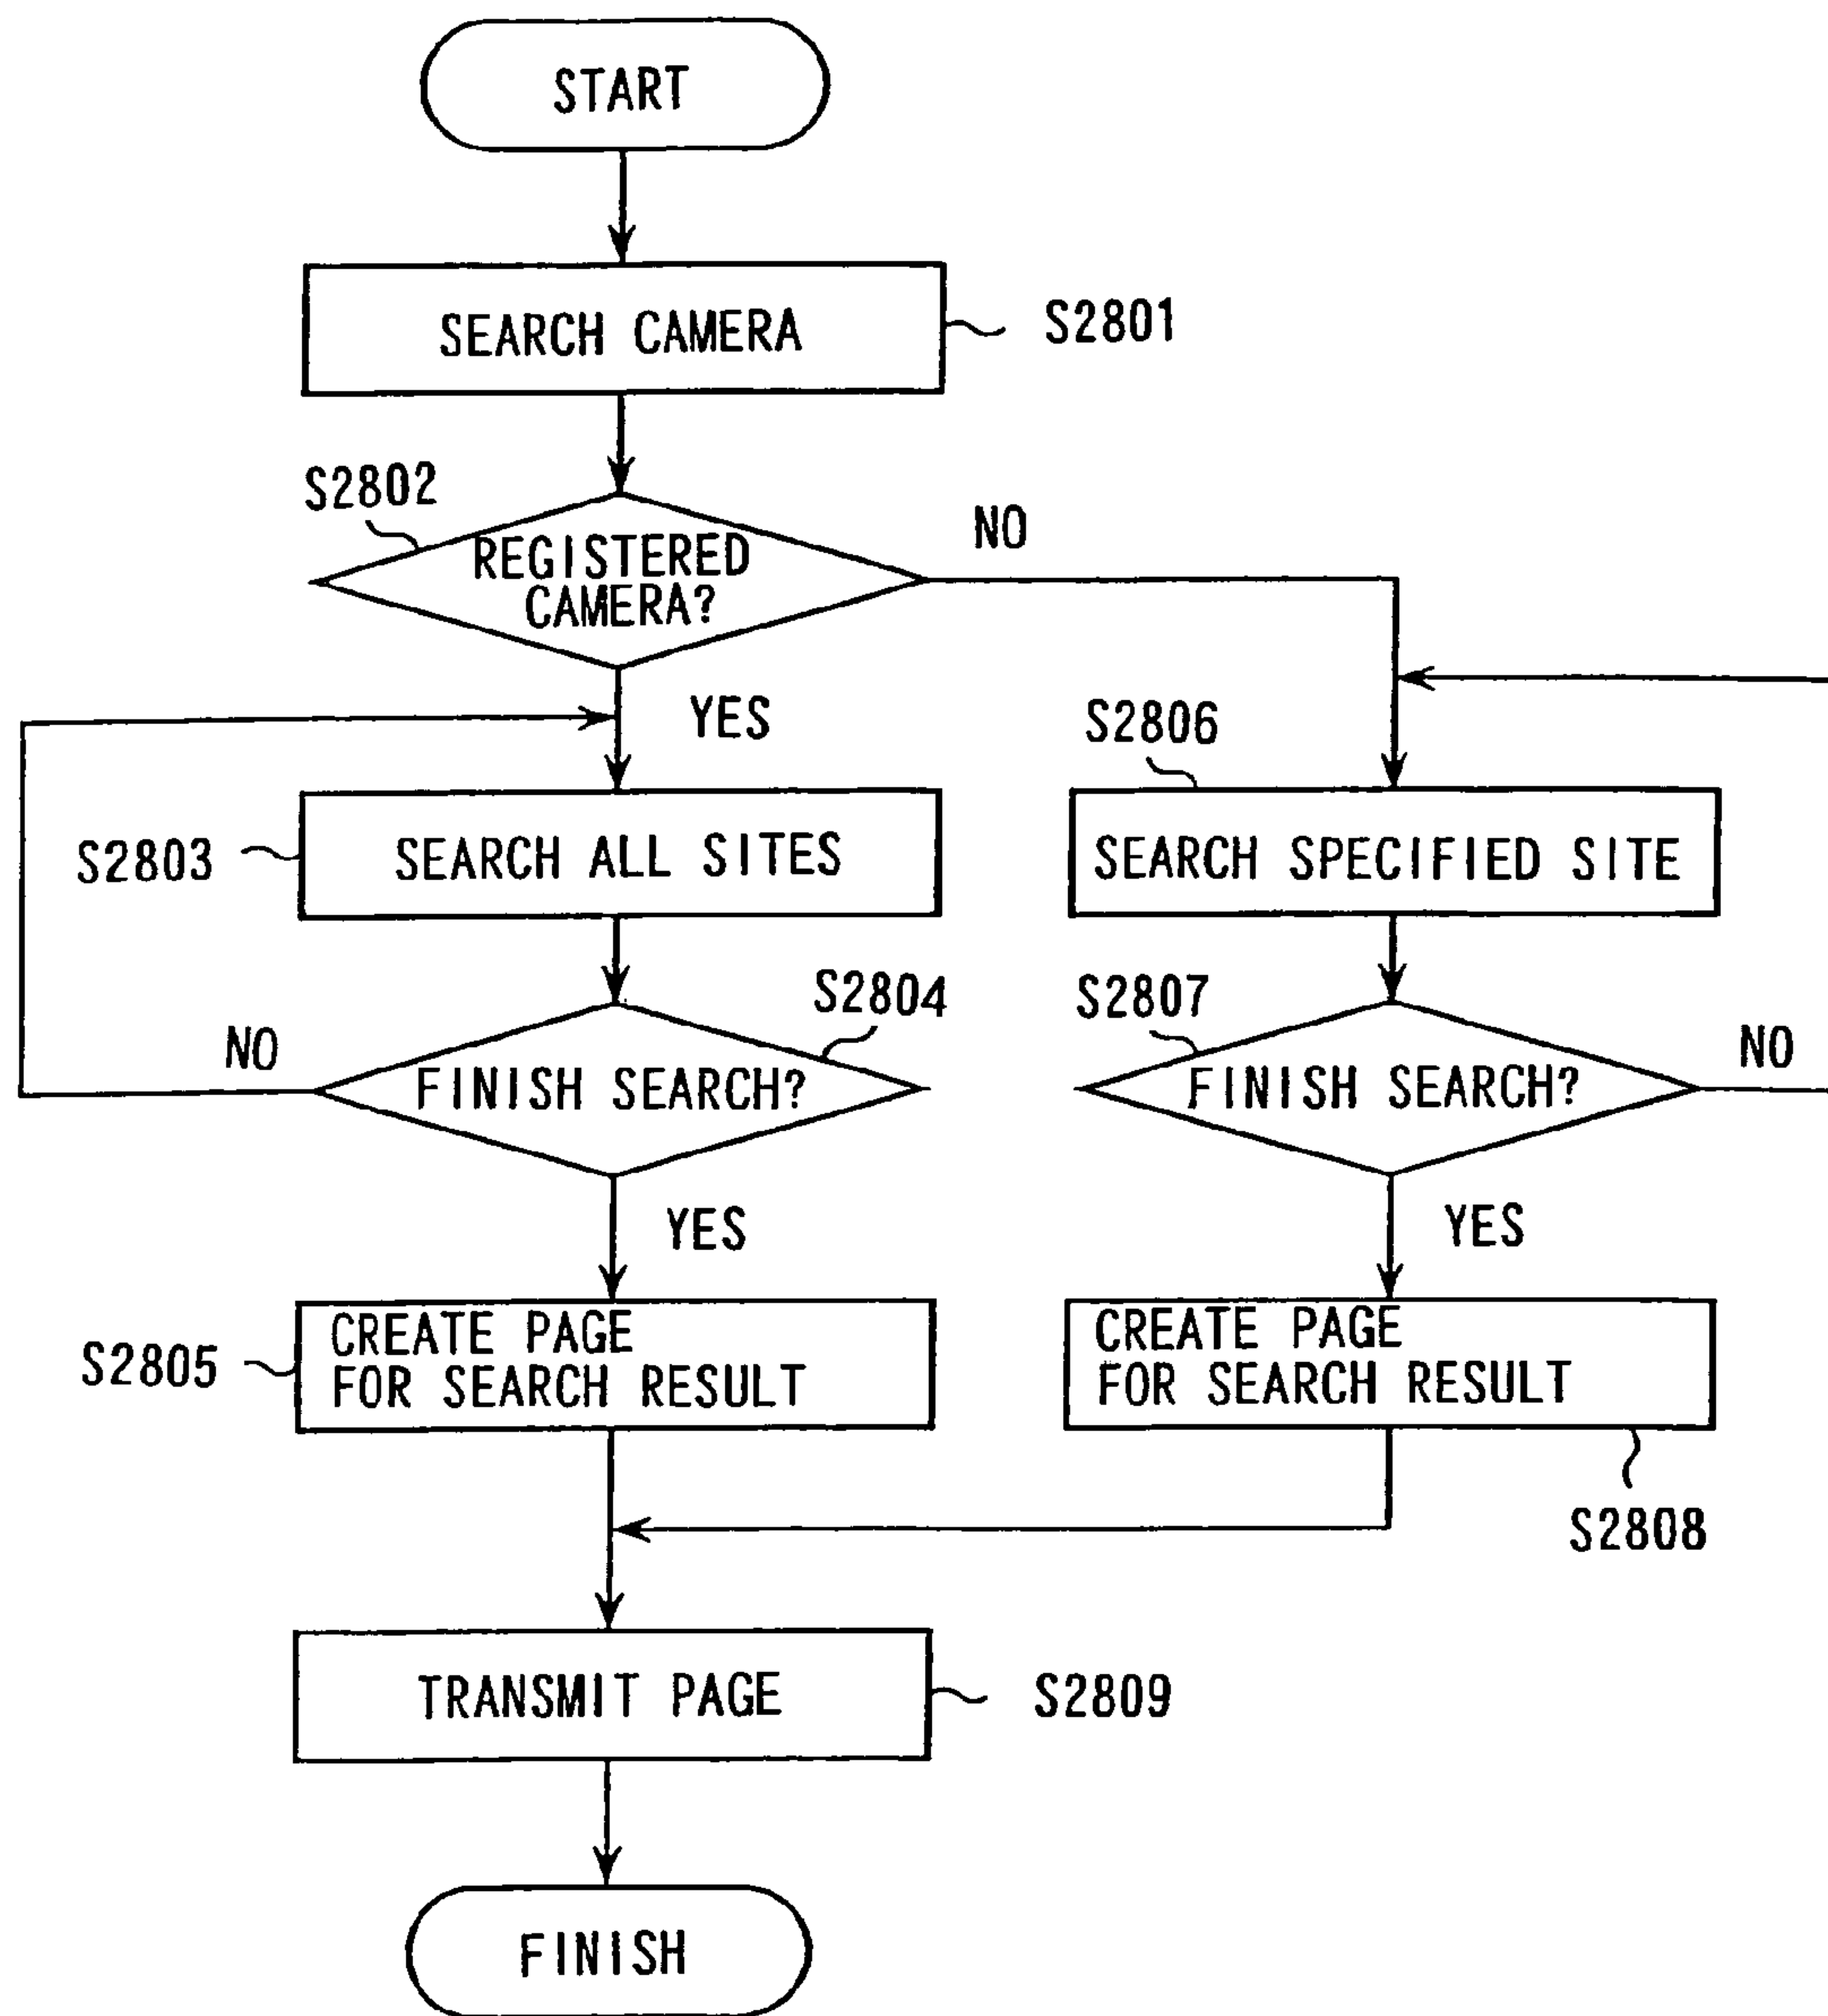 START
SEARCH CAMERA
S2801
S2802
REGISTERED
CAMERA?
NO
YES
S2803
SEARCH ALL SITES
S2806
SEARCH SPECIFIED SITE
S2804
FINISH SEARCH?
NO
YES
S2807
FINISH SEARCH?
NO
YES
S2805
CREATE PAGE
FOR SEARCH RESULT
CREATE PAGE
FOR SEARCH RESULT
S2808
TRANSMIT PAGE
S2809
FINISH